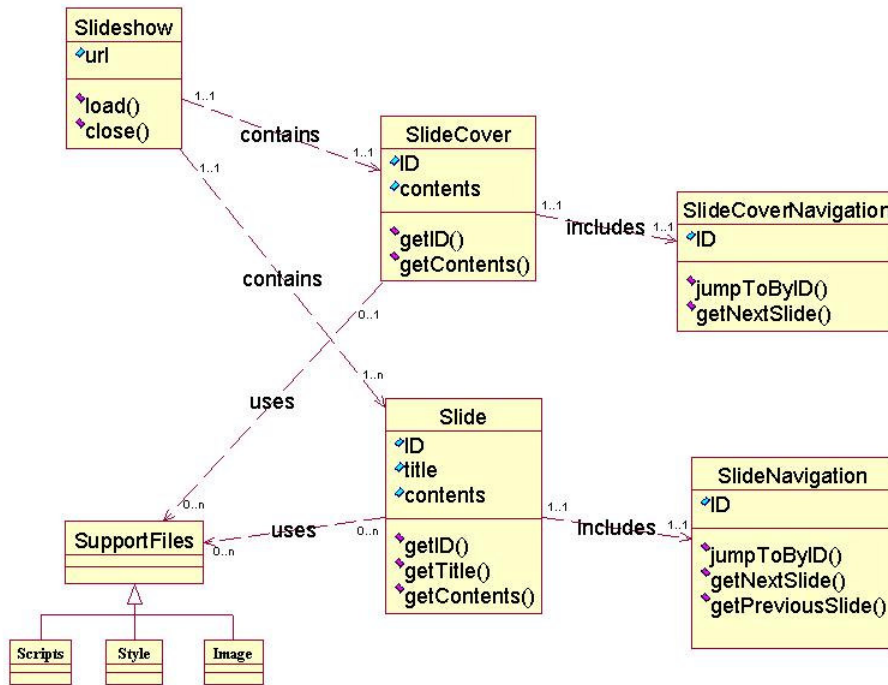 Slideshow
url
load()
close()
1..1
contains
1..1
SlideCover
ID
contents
getID()
getContents()
1..1
includes
1..1
SlideCoverNavigation
ID
jumpToByID()
getNextSlide()
1..1
contains
1..n
0..1
uses
0..n
Slide
ID
title
contents
getID()
getTitle()
getContents()
1..1
includes
1..1
SlideNavigation
ID
jumpToByID()
getNextSlide()
getPreviousSlide()
0..n
uses
0..n
SupportFiles
Scripts
Style
Image